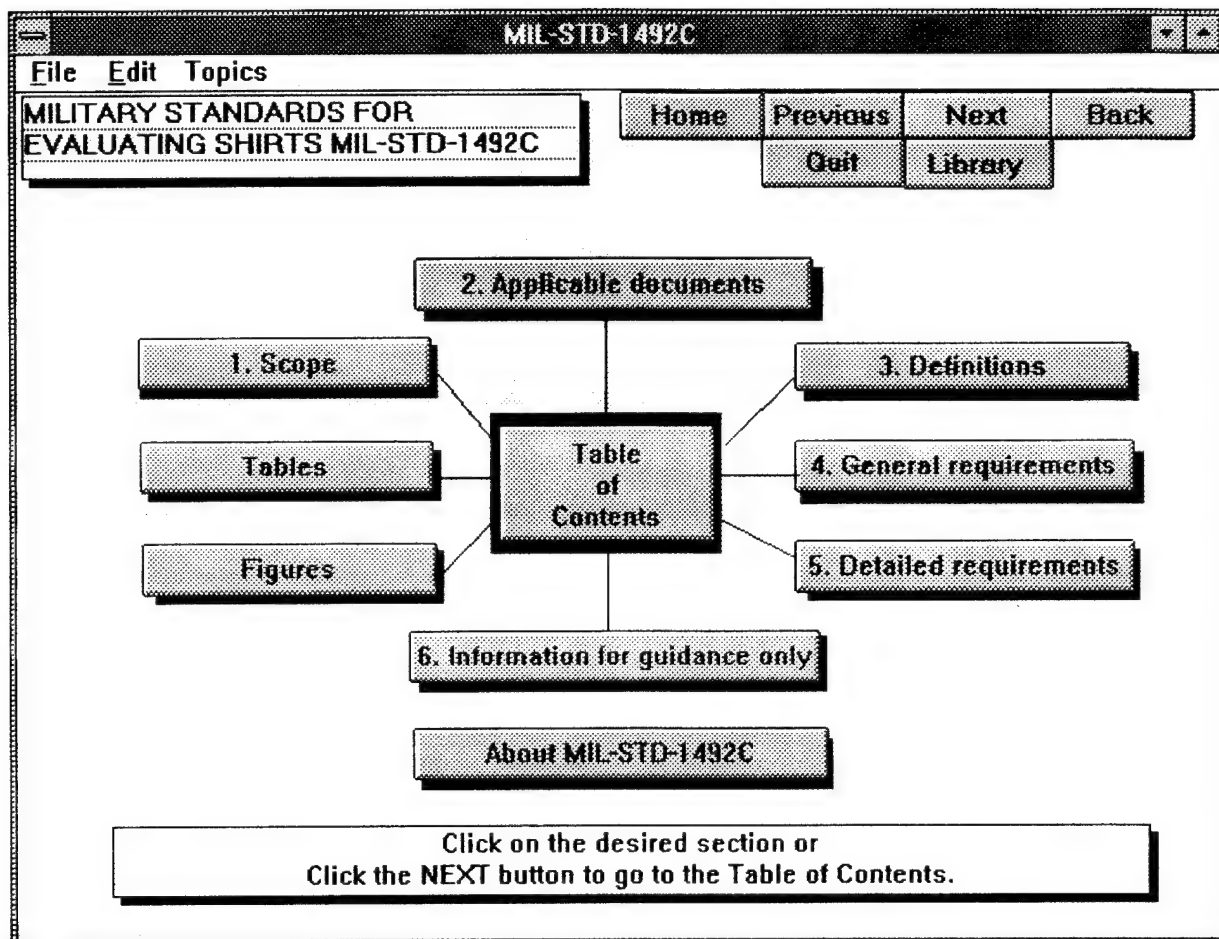 MIL-STD-1492C
File Edit Topics
MILITARY STANDARDS FOR
EVALUATING SHIRTS MIL-STD-1492C
Home Previous Next Back
Quit Library
2. Applicable documents
1. Scope
3. Definitions
Tables
Table
of
Contents
4. General requirements
Figures
5. Detailed requirements
6. Information for guidance only
About MIL-STD-1492C
Click on the desired section or
Click the NEXT button to go to the Table of Contents.